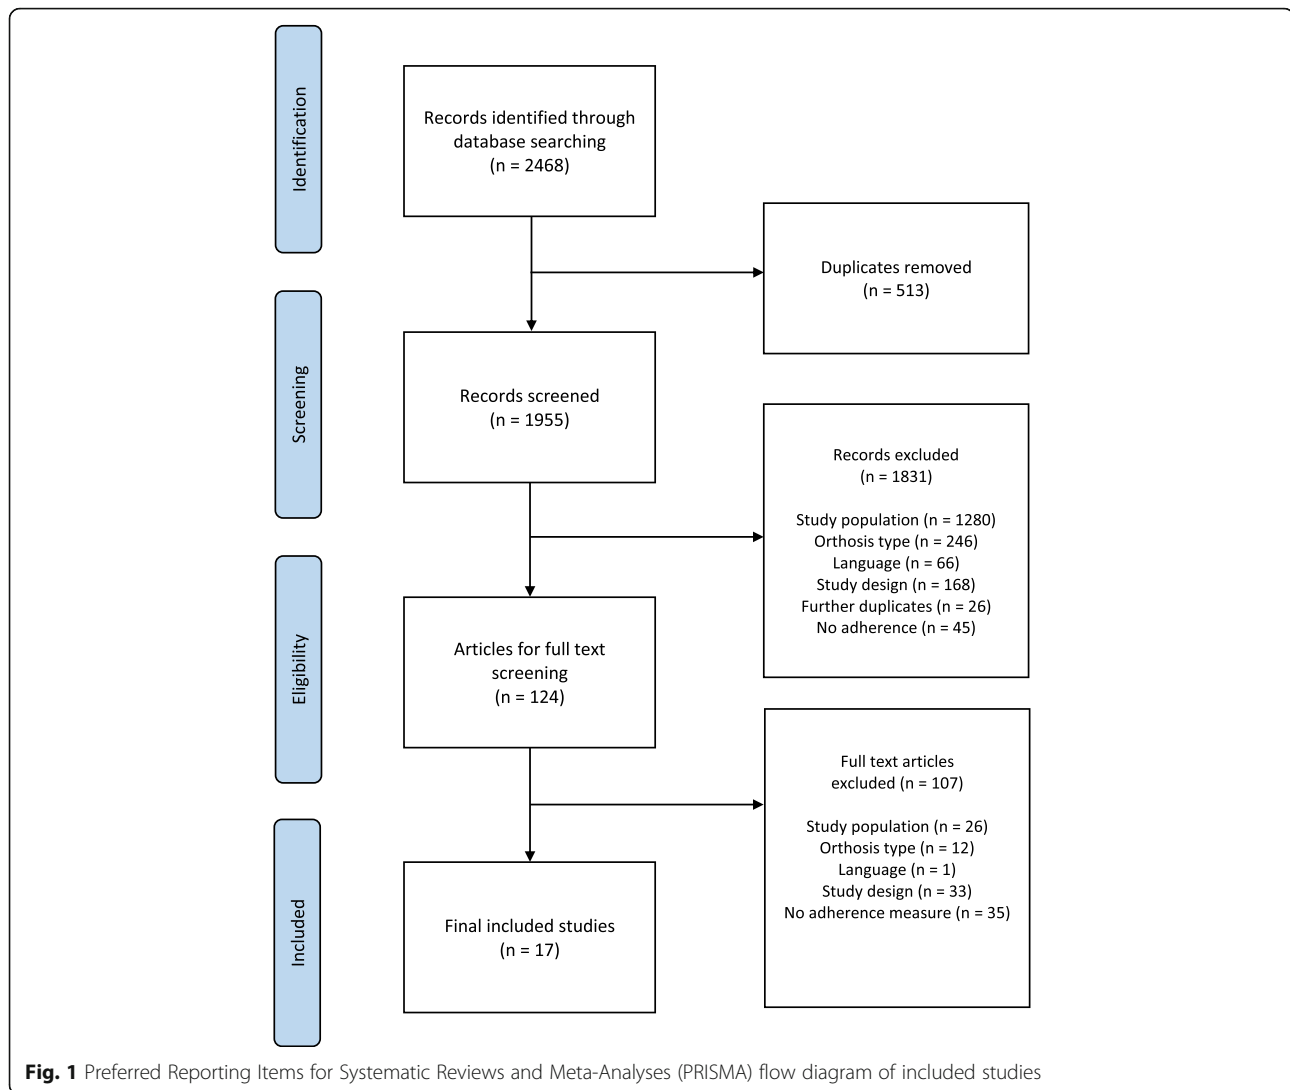 Identification
Records identified through
database searching
(n = 2468)
Duplicates removed
(n = 513)
Screening
Records screened
(n = 1955)
Records excluded
(n = 1831)
Study population (n = 1280)
Orthosis type (n = 246)
Language (n = 66)
Study design (n = 168)
Further duplicates (n = 26)
No adherence (n = 45)
Eligibility
Articles for full text
screening
(n = 124)
Full text articles
excluded (n = 107)
Study population (n = 26)
Orthosis type (n = 12)
Language (n = 1)
Study design (n = 33)
No adherence measure (n = 35)
Included
Final included studies
(n = 17)
Fig. 1 Preferred Reporting Items for Systematic Reviews and Meta-Analyses (PRISMA) flow diagram of included studies